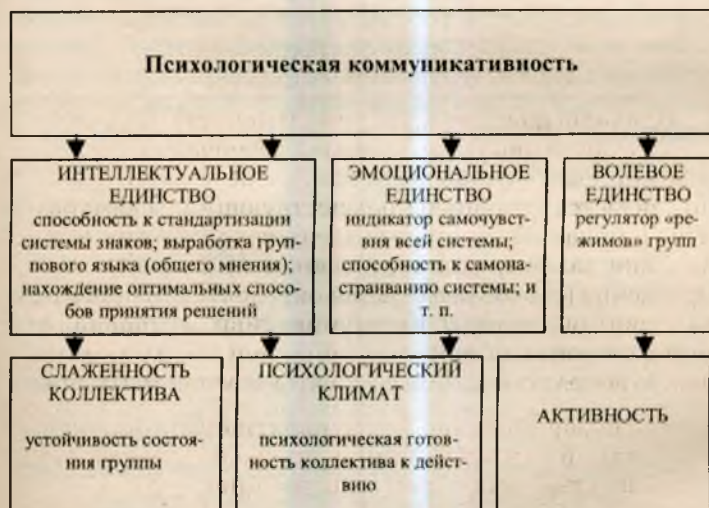 Психологическая коммуникативность
ИНТЕЛЛЕКТУАЛЬНОЕ
ЕДИНСТВО
способность к стандартизации
системы знаков; выработка груп-
пового языка (общего мнения);
нахождение оптимальных спосо-
бов принятия решений
ЭМОЦИОНАЛЬНОЕ
ЕДИНСТВО
индикатор самочувст-
вия всей системы;
способность к самона-
страиванию системы; и
т. п.
ВОЛЕВОЕ
ЕДИНСТВО
регулятор «ре-
жимов» групп
СЛАЖЕННОСТЬ
КОЛЛЕКТИВА
устойчивость состоя-
ния группы
ПСИХОЛОГИЧЕСКИЙ
КЛИМАТ
психологическая готов-
ность коллектива к дейст-
вию
АКТИВНОСТЬ